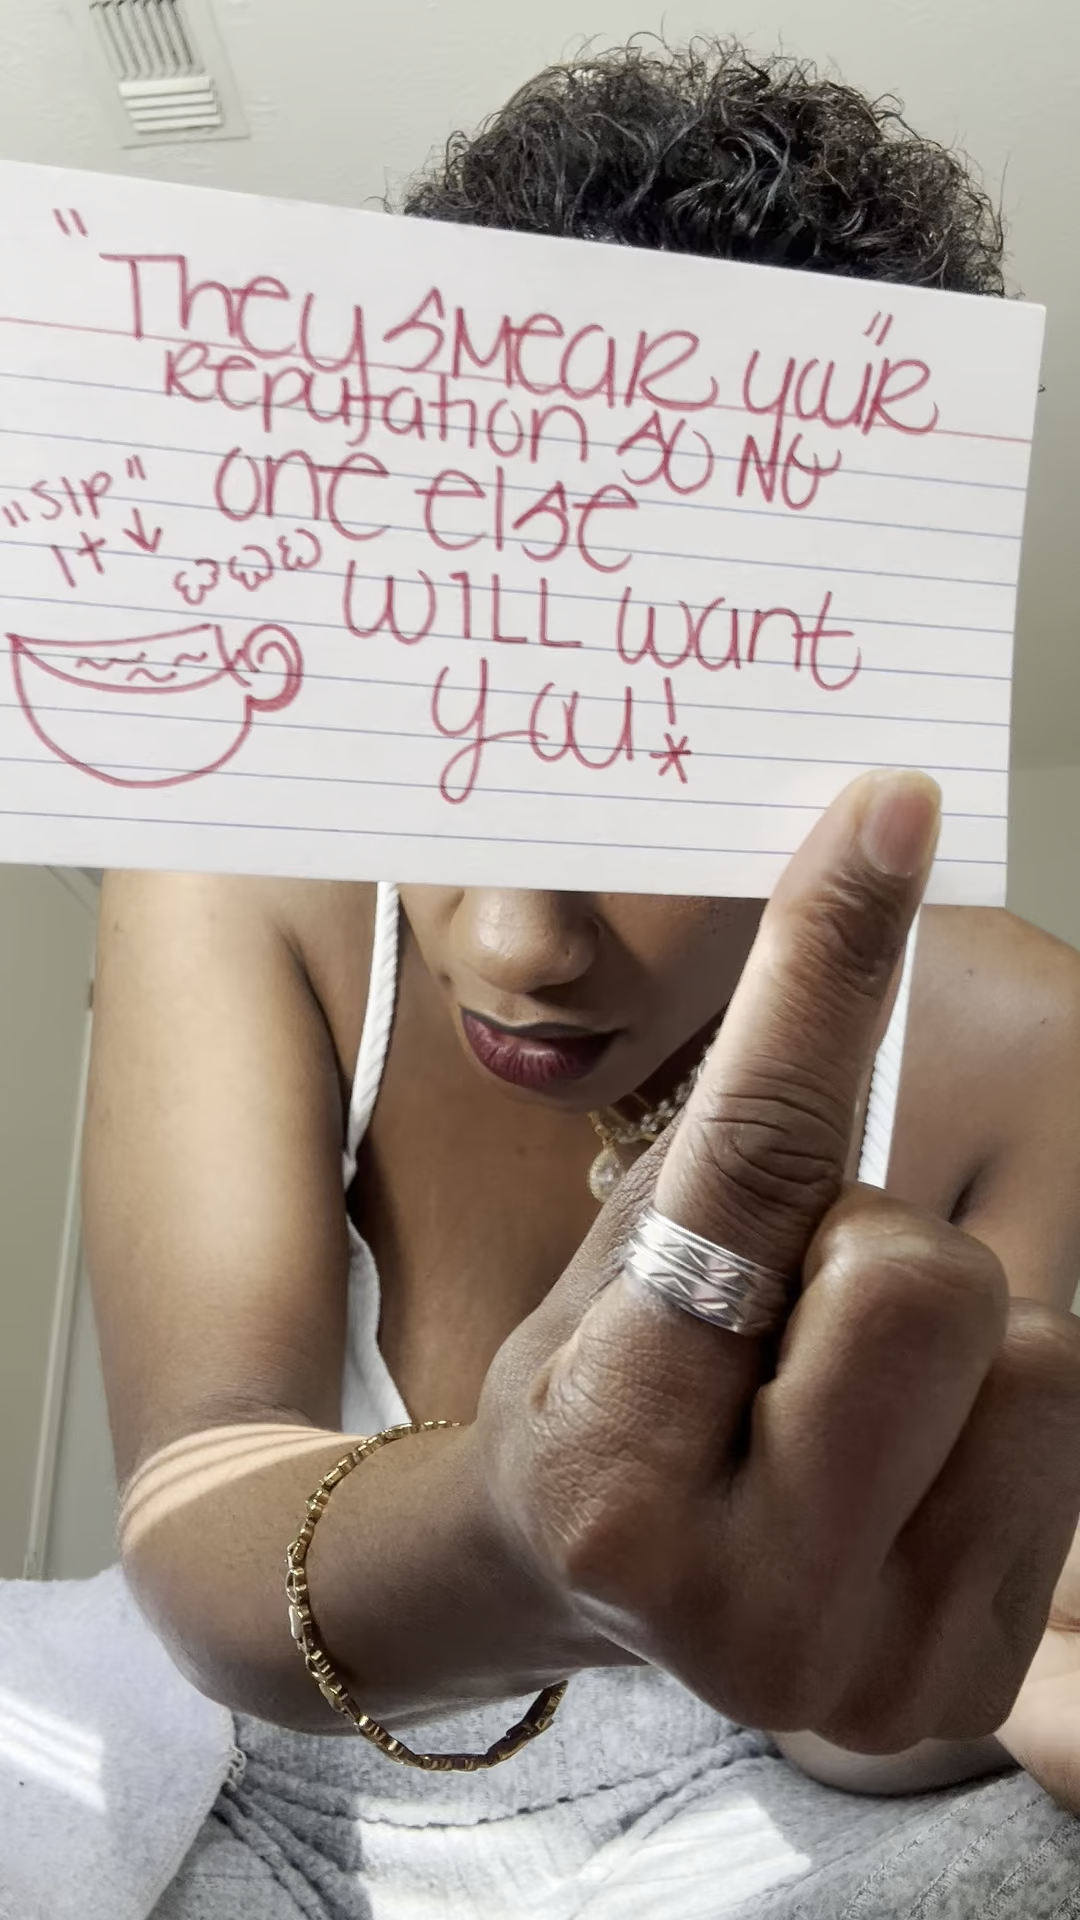 "They smear your"
Reputation so no
one else
will want
you!
"sip"
it